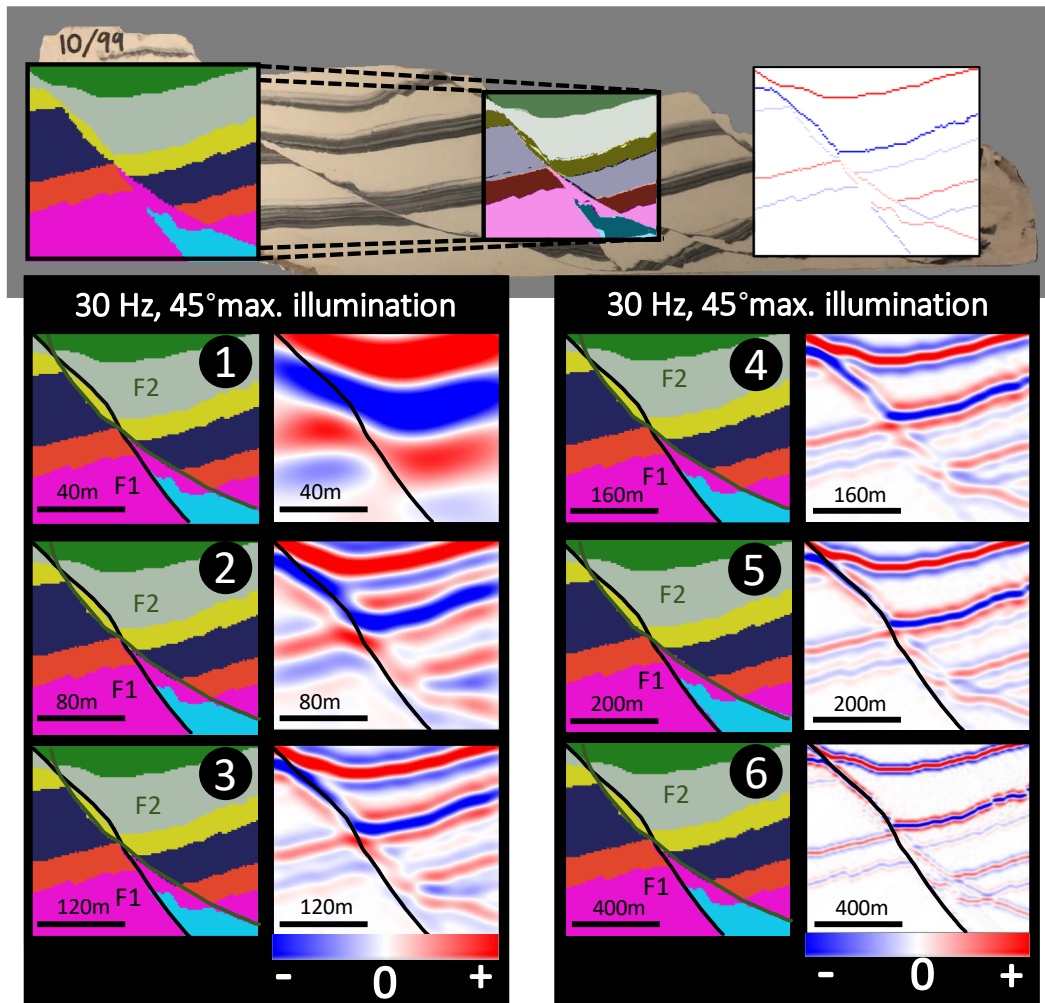 10/99
30 Hz, 45°max. illumination
30 Hz, 45°max. illumination
1
F2
F1
40m
40m
4
F2
F1
160m
160m
2
F2
F1
80m
80m
5
F2
F1
200m
200m
3
F2
F1
120m
120m
6
F2
F1
400m
400m
- 0 +
- 0 +